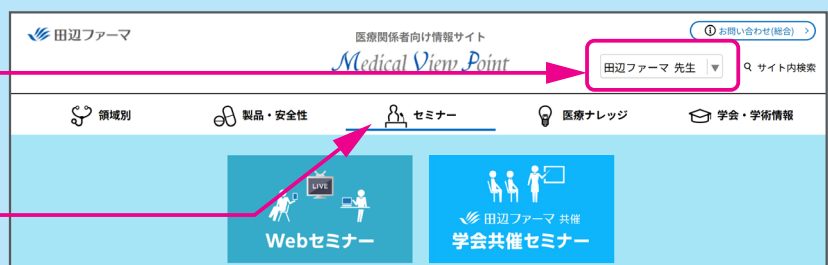 田辺ファーマ
医療関係者向け情報サイト
Medical View Point
お問い合わせ(総合)
田辺ファーマ 先生
サイト内検索
領域別
製品・安全性
セミナー
医療ナレッジ
学会・学術情報
LIVE
Webセミナー
田辺ファーマ 共催
学会共催セミナー